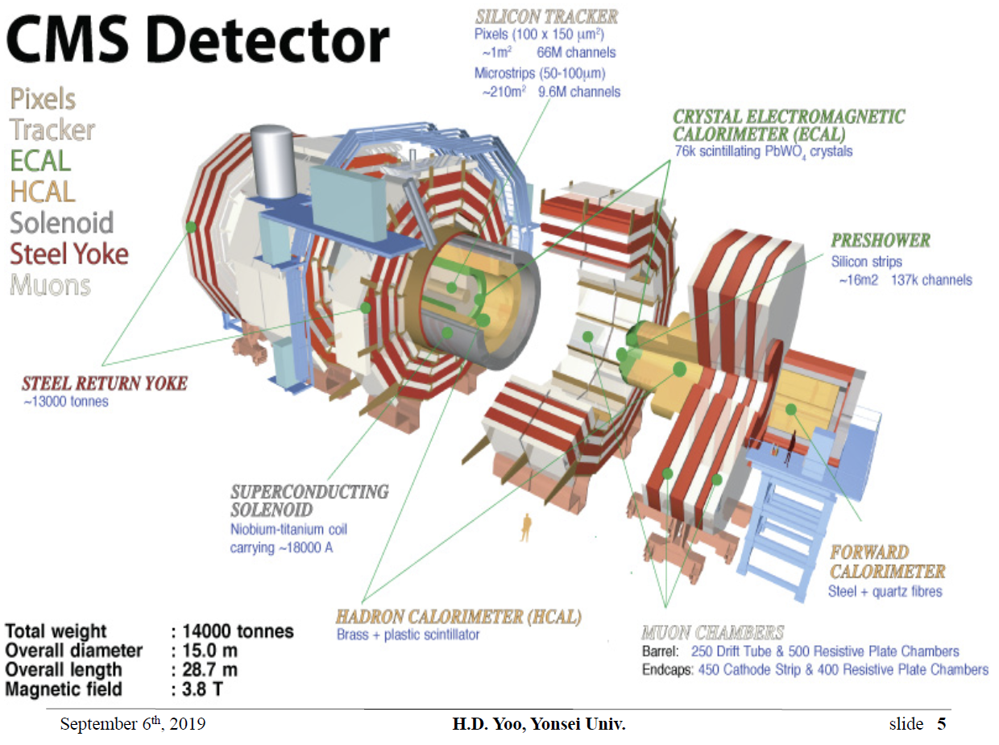 CMS Detector
Pixels
Tracker
ECAL
HCAL
Solenoid
Steel Yoke
Muons
SILICON TRACKER
Pixels (100 x 150 μm²)
~1m² 66M channels
Microstrips (50-100μm)
~210m² 9.6M channels
CRYSTAL ELECTROMAGNETIC
CALORIMETER (ECAL)
76k scintillating PbWO₄ crystals
PRESHOWER
Silicon strips
~16m2 137k channels
STEEL RETURN YOKE
~13000 tonnes
SUPERCONDUCTING
SOLENOID
Niobium-titanium coil
carrying ~18000 A
HADRON CALORIMETER (HCAL)
Brass + plastic scintillator
FORWARD
CALORIMETER
Steel + quartz fibres
MUON CHAMBERS
Barrel: 250 Drift Tube & 500 Resistive Plate Chambers
Endcaps: 450 Cathode Strip & 400 Resistive Plate Chambers
Total weight : 14000 tonnes
Overall diameter : 15.0 m
Overall length : 28.7 m
Magnetic field : 3.8 T
September 6th, 2019 H.D. Yoo, Yonsei Univ. slide 5